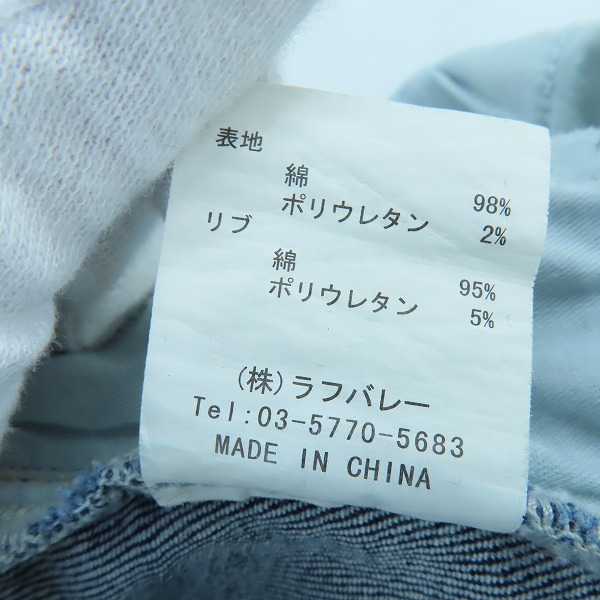 表地
綿 98%
ポリウレタン 2%
リブ
綿 95%
ポリウレタン 5%
(株)ラフバレー
Tel:03-5770-5683
MADE IN CHINA